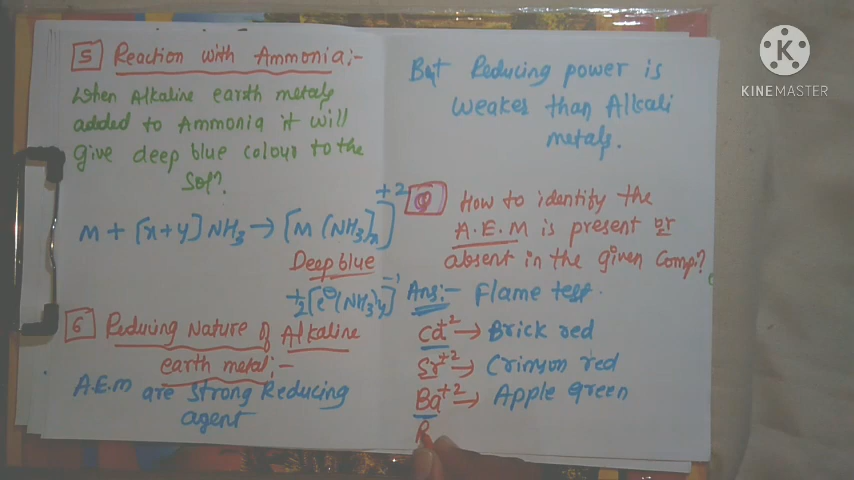 5 Reaction with Ammonia:-
When Alkaline earth metals
added to Ammonia it will
give deep blue colour to the
Solⁿ.
M + [x+y] NH₃ → [M (NH₃)x]⁺²
Deep blue
+2[e⁻(NH₃)y]⁻¹
6 Reducing Nature of Alkaline
earth metal:-
A.E.M are strong Reducing
agent
But Reducing power is
weaker than Alkali
metals.
Q How to identify the
A.E.M is present or
absent in the given Comp?
Ans:- Flame test.
Ca⁺² → Brick red
Sr⁺² → Crimson red
Ba⁺² → Apple green
R
KINEMASTER